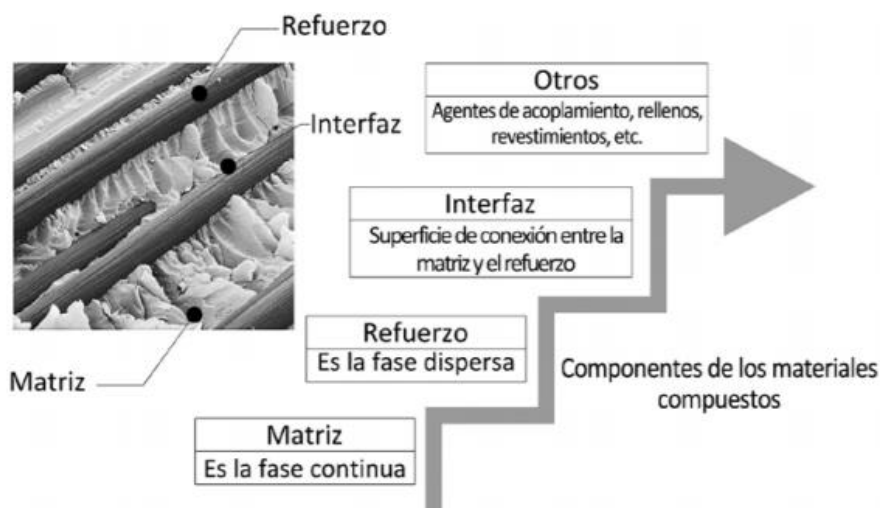 Refuerzo
Interfaz
Matriz
Otros
Agentes de acoplamiento, rellenos,
revestimientos, etc.
Interfaz
Superficie de conexión entre la
matriz y el refuerzo
Refuerzo
Es la fase dispersa
Matriz
Es la fase continua
Componentes de los materiales
compuestos